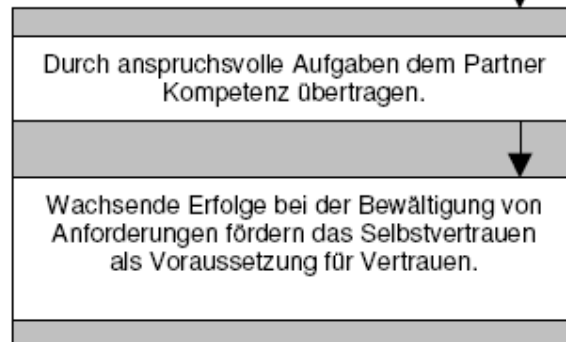 Durch anspruchsvolle Aufgaben dem Partner
Kompetenz übertragen.
Wachsende Erfolge bei der Bewältigung von
Anforderungen fördern das Selbstvertrauen
als Voraussetzung für Vertrauen.